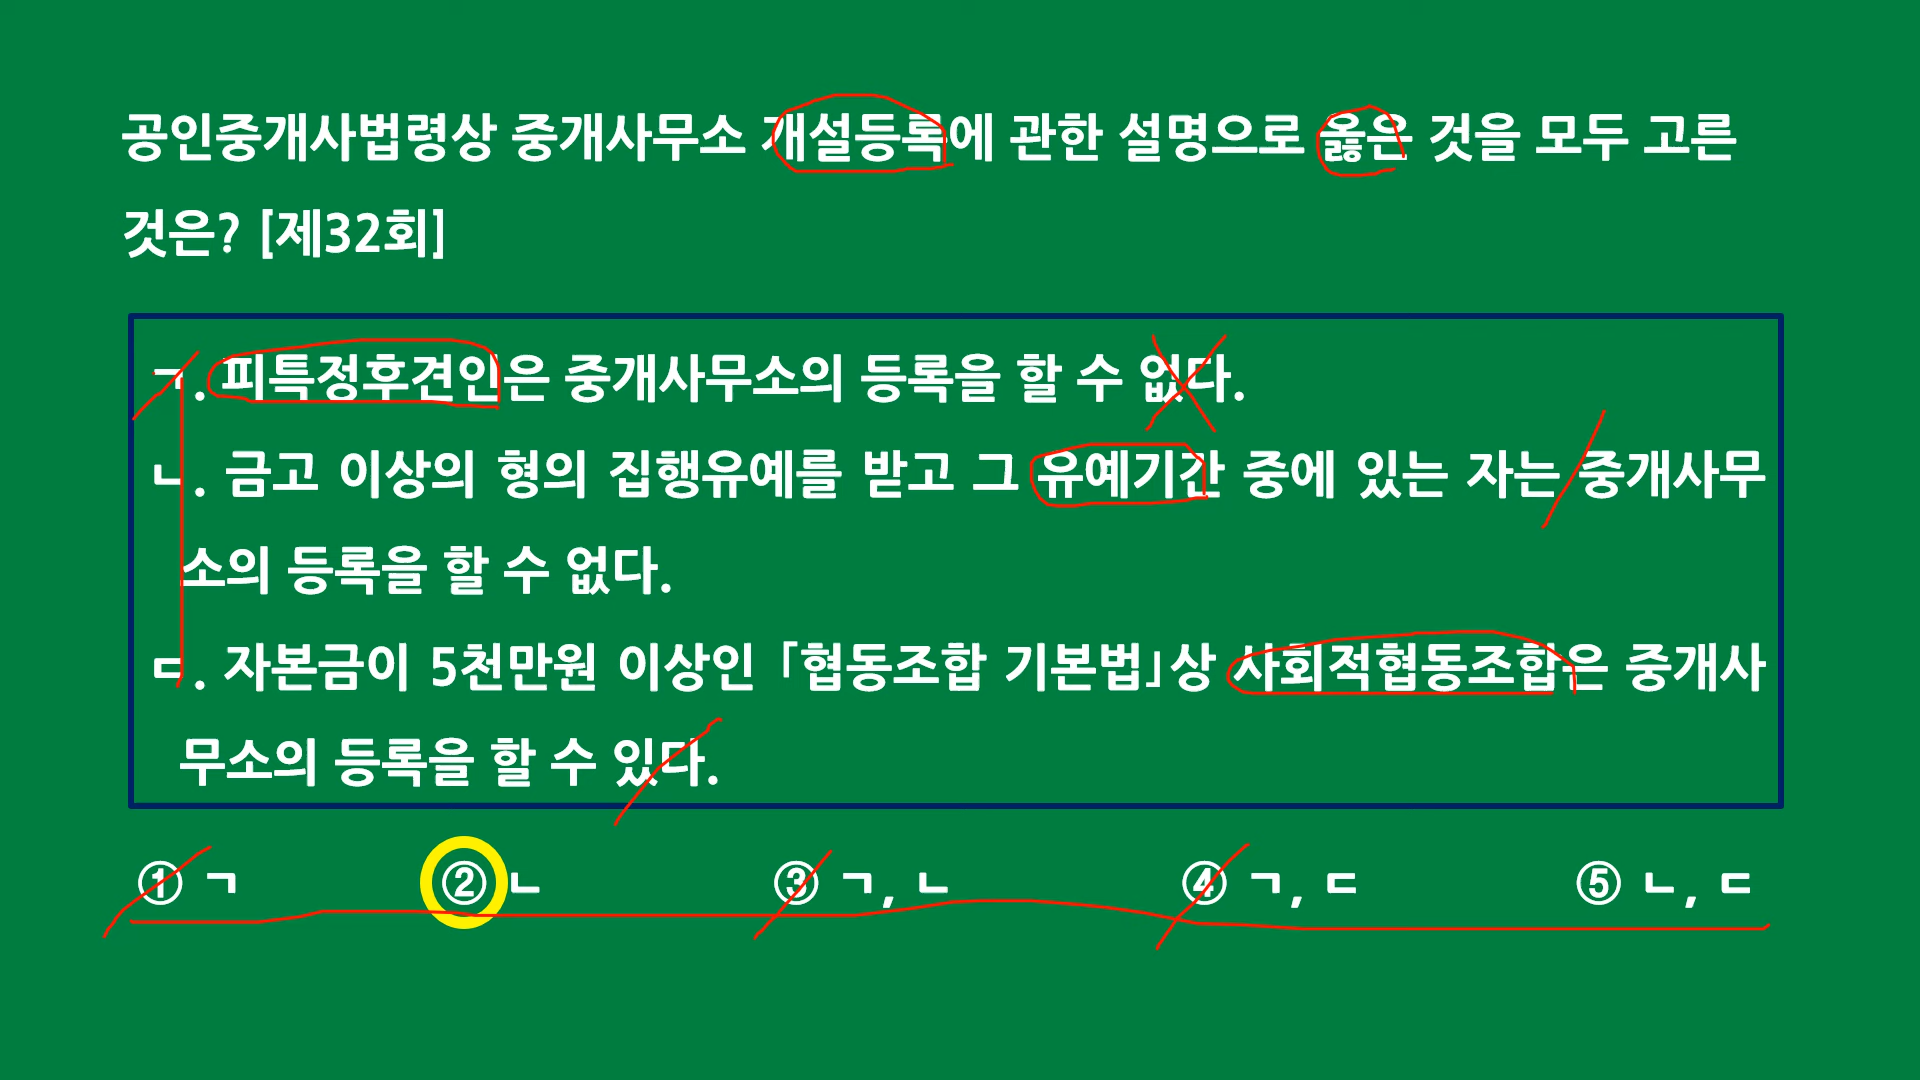 공인중개사법령상 중개사무소 개설등록에 관한 설명으로 옳은 것을 모두 고른
것은? [제32회]
ㄱ. 피특정후견인은 중개사무소의 등록을 할 수 없다.
ㄴ. 금고 이상의 형의 집행유예를 받고 그 유예기간 중에 있는 자는 중개사무
소의 등록을 할 수 없다.
ㄷ. 자본금이 5천만원 이상인 「협동조합 기본법」상 사회적협동조합은 중개사
무소의 등록을 할 수 있다.
① ㄱ ② ㄴ ③ ㄱ, ㄴ ④ ㄱ, ㄷ ⑤ ㄴ, ㄷ